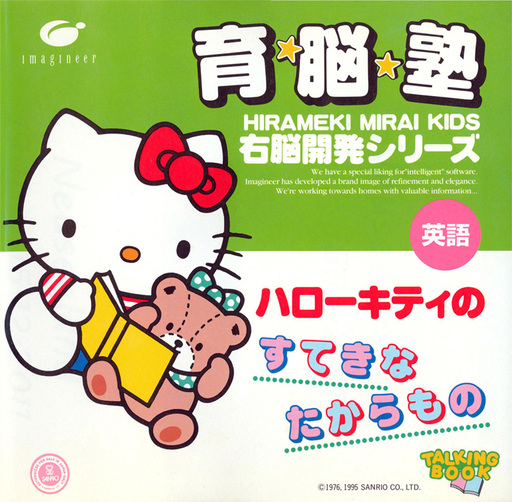 imagineer
育★脳★塾
HIRAMEKI MIRAI KIDS
右脳開発シリーズ
We have a special liking for"intelligent" software.
Imagineer has developed a brand image of refinement and elegance.
We're working towards homes with valuable information...
英語
ハローキティの
すてきな
たからもの
TALKING
BOOK
SANRIO
©1976, 1995 SANRIO CO., LTD.